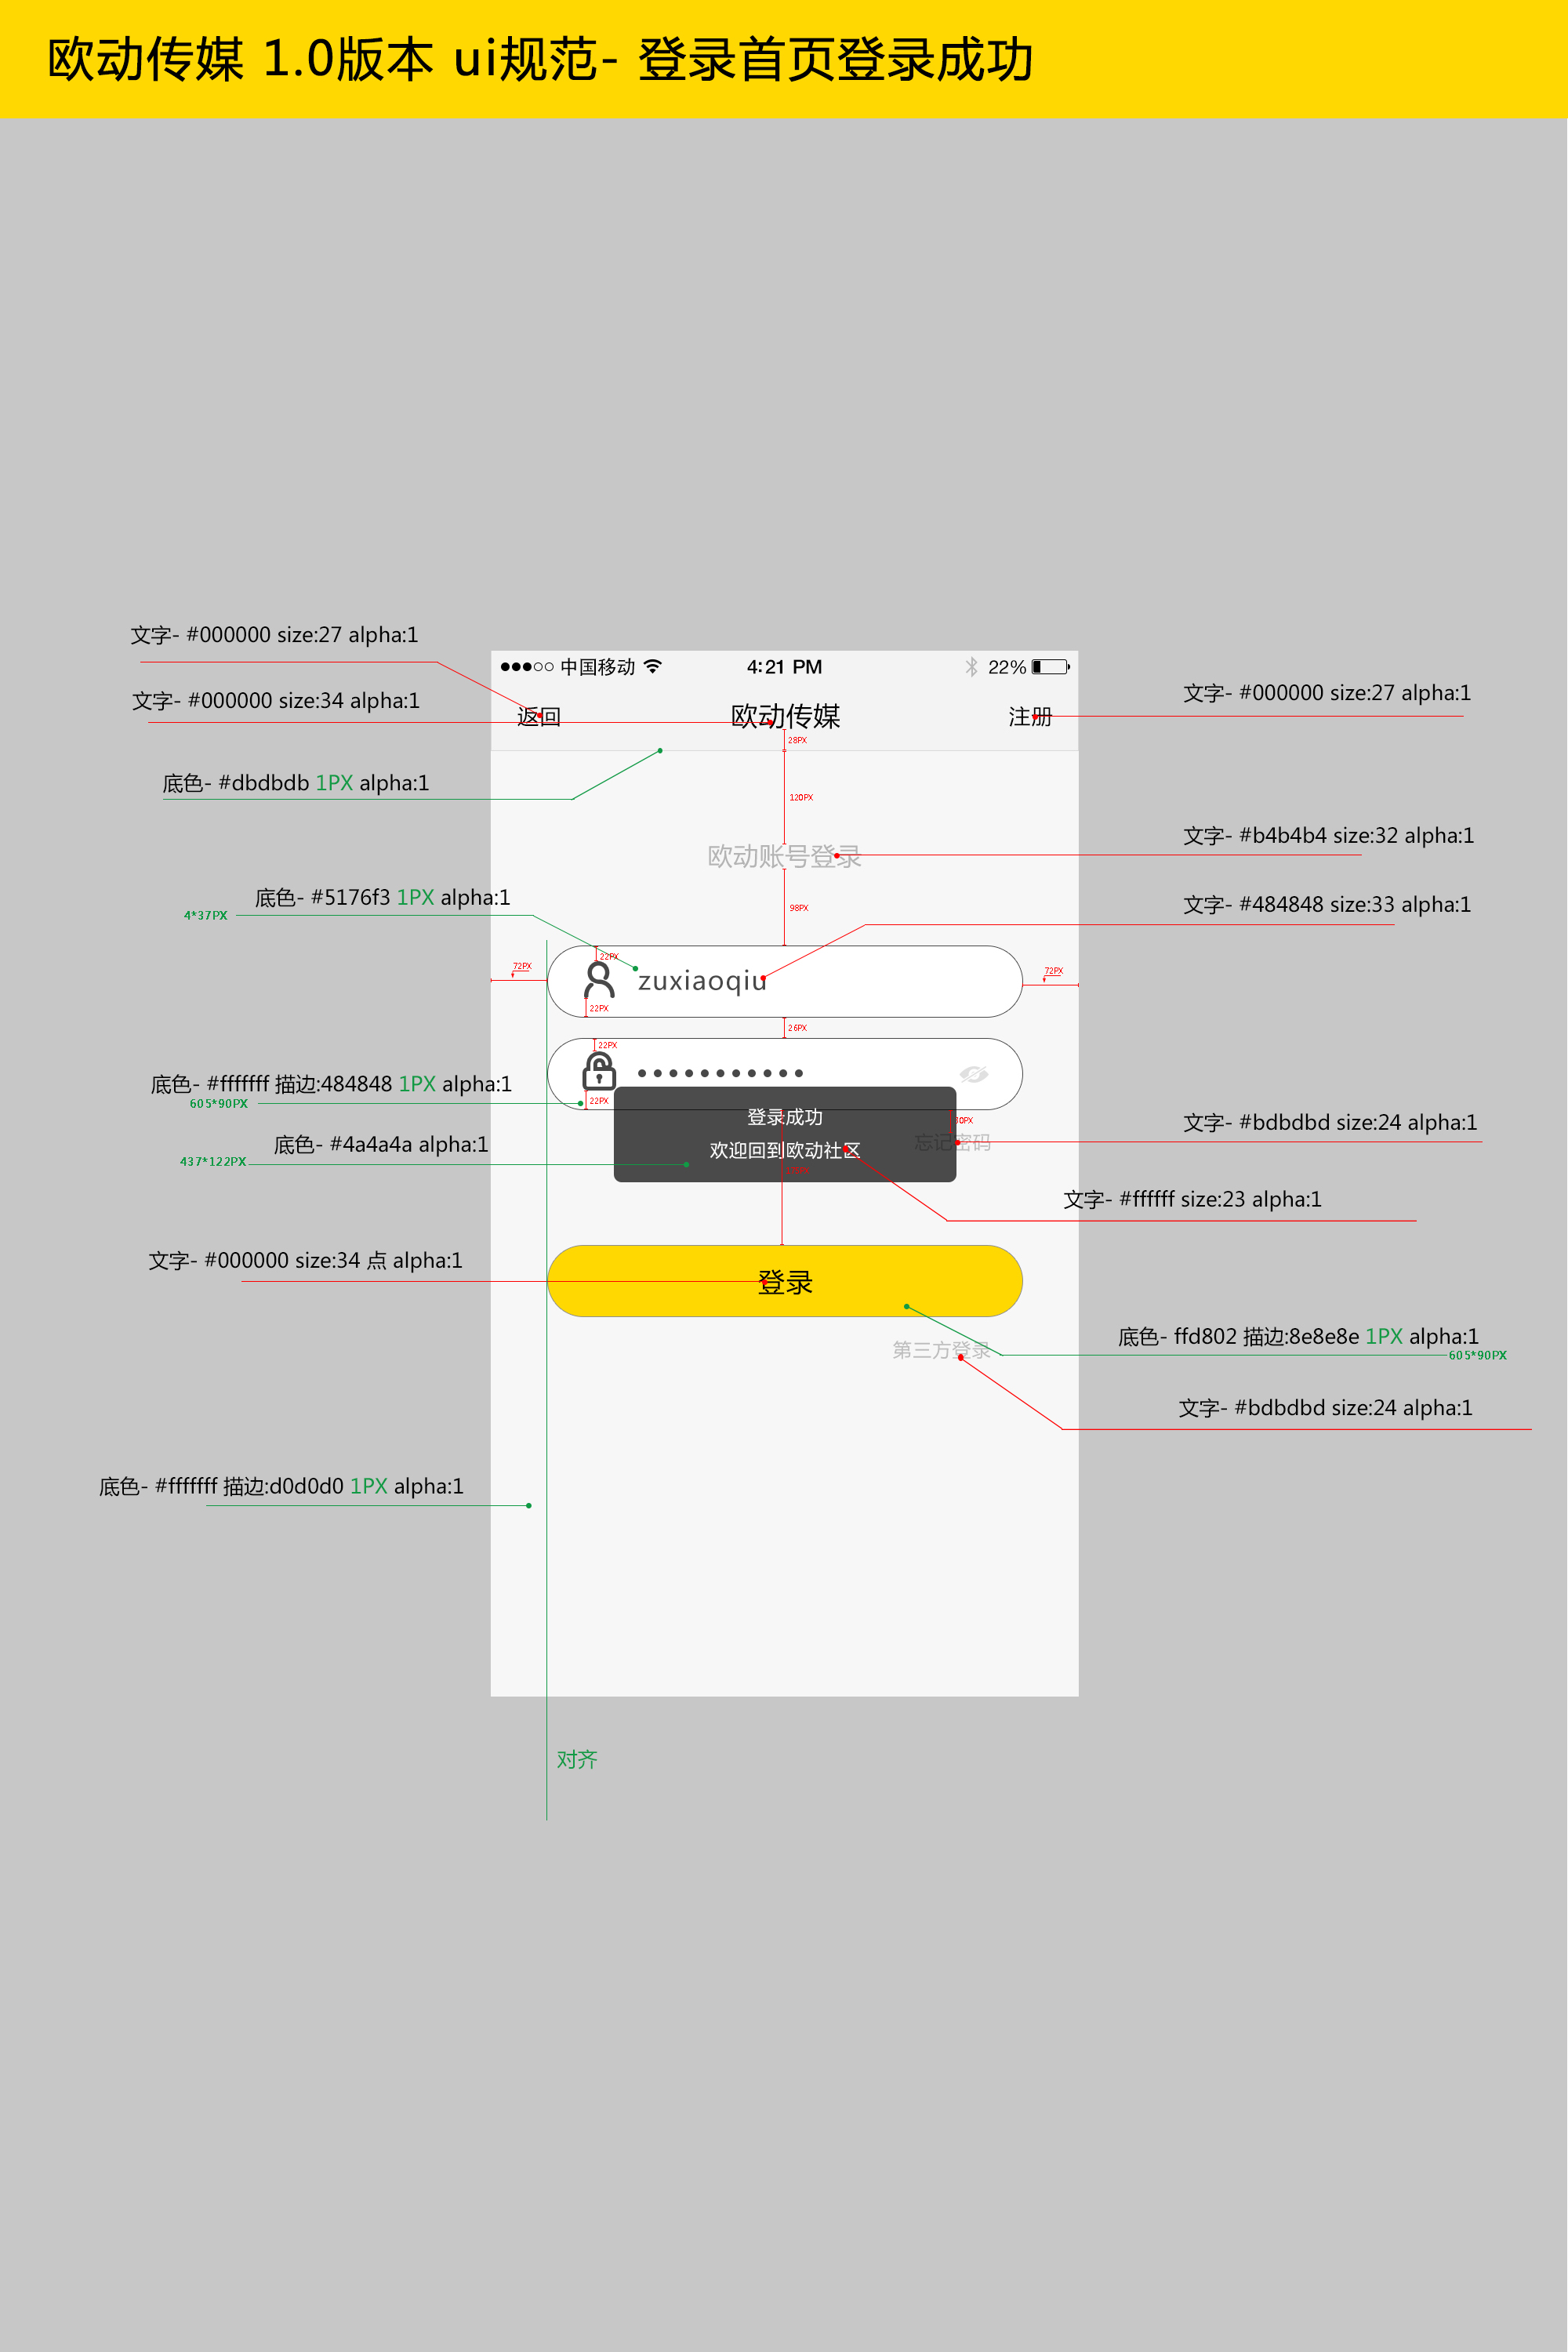 欧动传媒 1.0版本 ui规范- 登录首页登录成功
文字- #000000 size:27 alpha:1
中国移动
4:21 PM
22%
文字- #000000 size:34 alpha:1
文字- #000000 size:27 alpha:1
返回
欧动传媒
注册
28PX
底色- #dbdbdb 1PX alpha:1
120PX
文字- #b4b4b4 size:32 alpha:1
欧动账号登录
底色- #5176f3 1PX alpha:1
4*37PX
98PX
文字- #484848 size:33 alpha:1
22PX
72PX
72PX
zuxiaoqiu
22PX
26PX
22PX
底色- #fffffff 描边:484848 1PX alpha:1
605*90PX
22PX
登录成功
30PX
文字- #bdbdbd size:24 alpha:1
底色- #4a4a4a alpha:1
437*122PX
忘记密码
欢迎回到欧动社区
文字- #ffffff size:23 alpha:1
文字- #000000 size:34 点 alpha:1
登录
底色- ffd802 描边:8e8e8e 1PX alpha:1
605*90PX
第三方登录
文字- #bdbdbd size:24 alpha:1
底色- #fffffff 描边:d0d0d0 1PX alpha:1
对齐